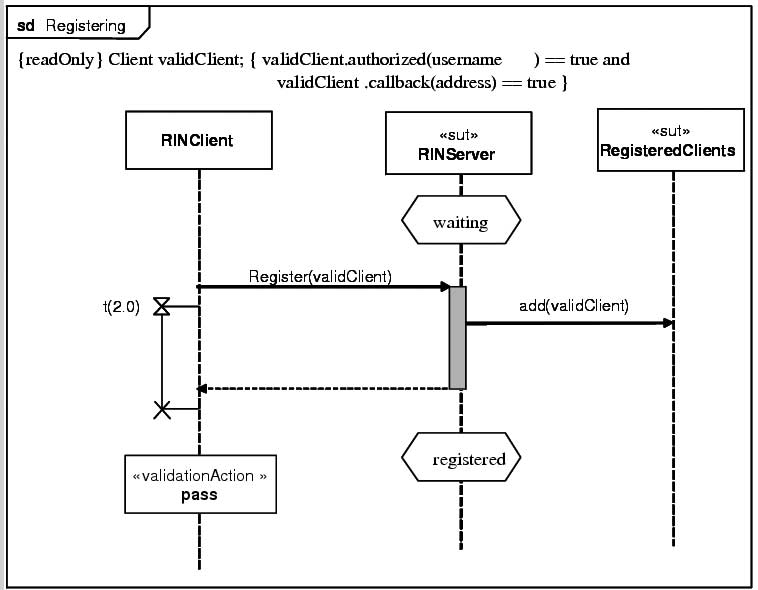 sd Registering
{readOnly} Client validClient; { validClient.authorized(username ) == true and
validClient .callback(address) == true }
RINClient
«sut»
RINServer
«sut»
RegisteredClients
waiting
Register(validClient)
t(2.0)
add(validClient)
registered
«validationAction »
pass